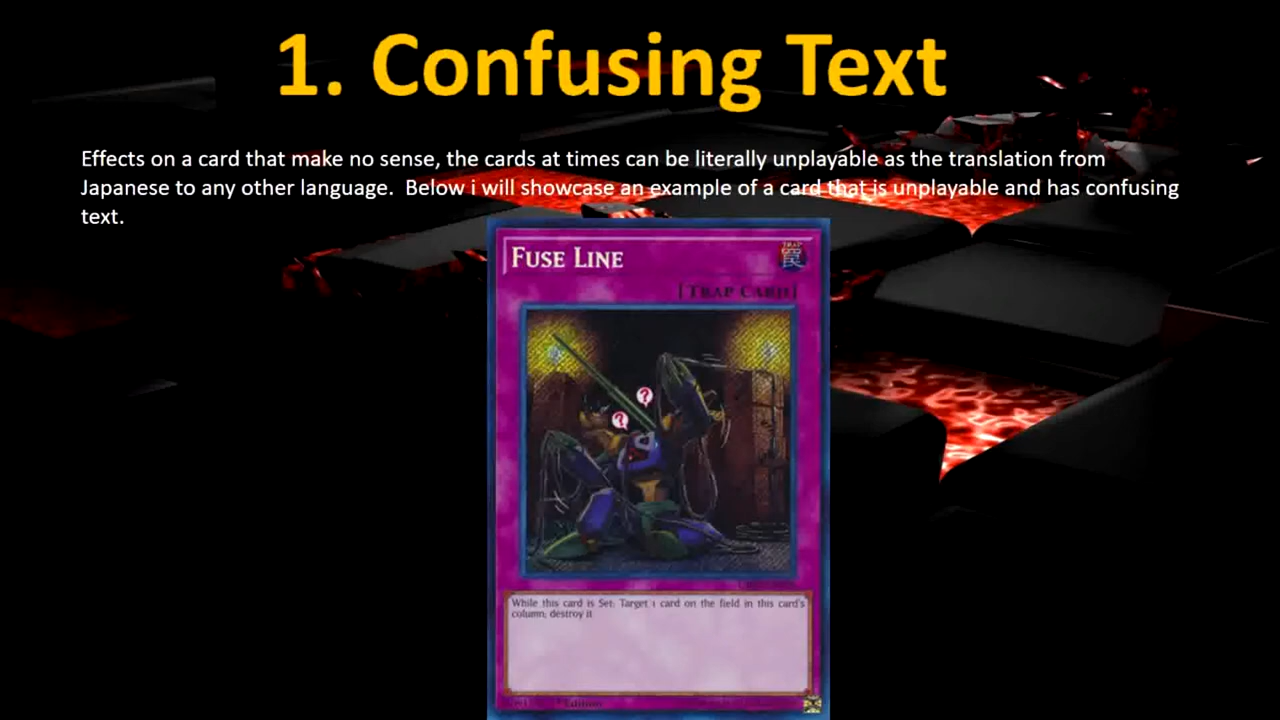 1. Confusing Text
Effects on a card that make no sense, the cards at times can be literally unplayable as the translation from
Japanese to any other language.  Below i will showcase an example of a card that is unplayable and has confusing
text.
FUSE LINE
TRAP
罠
[TRAP CARD]
?
?
While this card is Set: Target 1 card on the field in this card's
column; destroy it
Edition